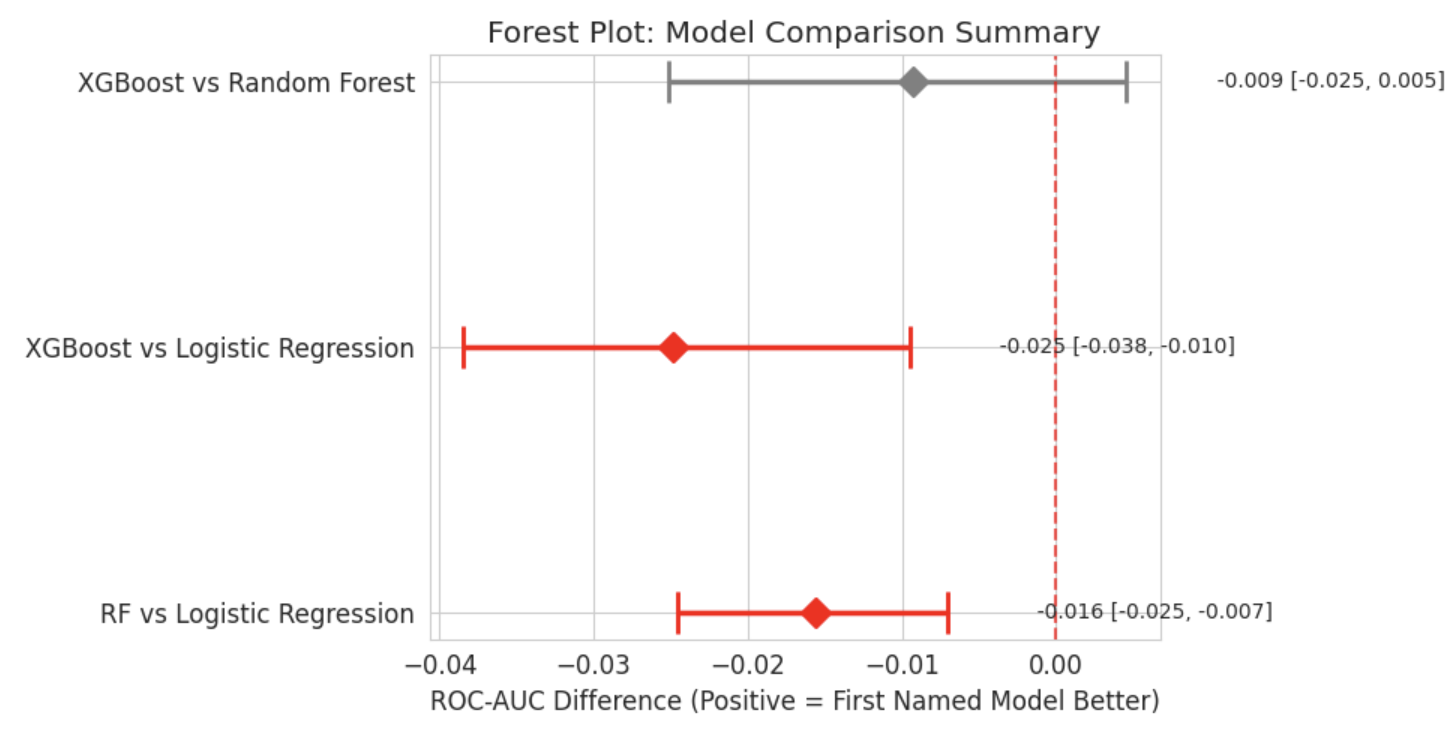 Forest Plot: Model Comparison Summary
XGBoost vs Random Forest
-0.009 [-0.025, 0.005]
XGBoost vs Logistic Regression
-0.025 [-0.038, -0.010]
RF vs Logistic Regression
-0.016 [-0.025, -0.007]
−0.04 −0.03 −0.02 −0.01 0.00
ROC-AUC Difference (Positive = First Named Model Better)